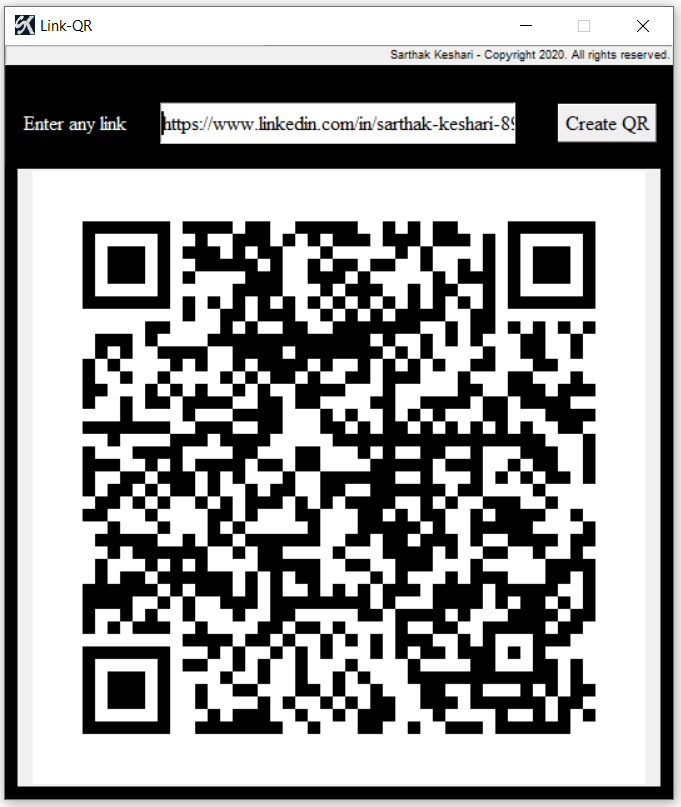 Link-QR
Sarthak Keshari - Copyright 2020. All rights reserved.
Enter any link
https://www.linkedin.com/in/sarthak-keshari-89
Create QR